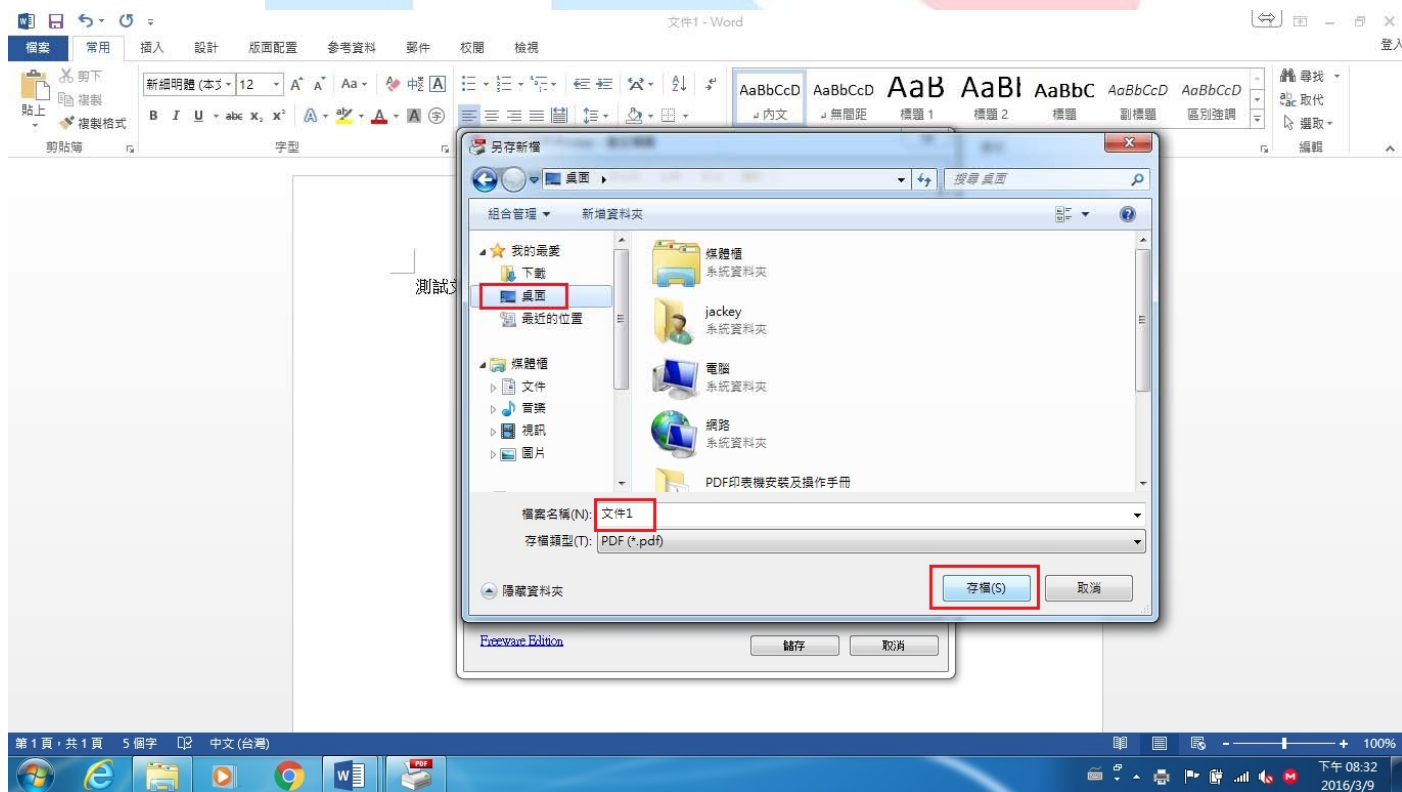 文件1 - Word
檔案 常用 插入 設計 版面配置 參考資料 郵件 校閱 檢視
登入
貼上
剪下
複製
複製格式
剪貼簿
新細明體 (本文 12
B I U abc X₂ X²
字型
AaBbCcD AaBbCcD AaB AaBl AaBbC AaBbCcD AaBbCcD
内文 無間距 標題 1 標題 2 標題 副標題 區別強調
尋找
取代
選取
編輯
測試文
另存新檔
桌面
搜尋 桌面
組合管理 新增資料夾
我的最愛
下載
桌面
最近的位置
媒體櫃
文件
音樂
視訊
圖片
媒體櫃
系統資料夾
jackey
系統資料夾
電腦
系統資料夾
網路
系統資料夾
PDF印表機安裝及操作手冊
檔案名稱(N): 文件1
存檔類型(T): PDF (*.pdf)
隱藏資料夾
存檔(S) 取消
Freeware Edition
儲存 取消
第 1 頁，共 1 頁 5 個字 中文 (台灣)
100%
PDF
下午 08:32
2016/3/9